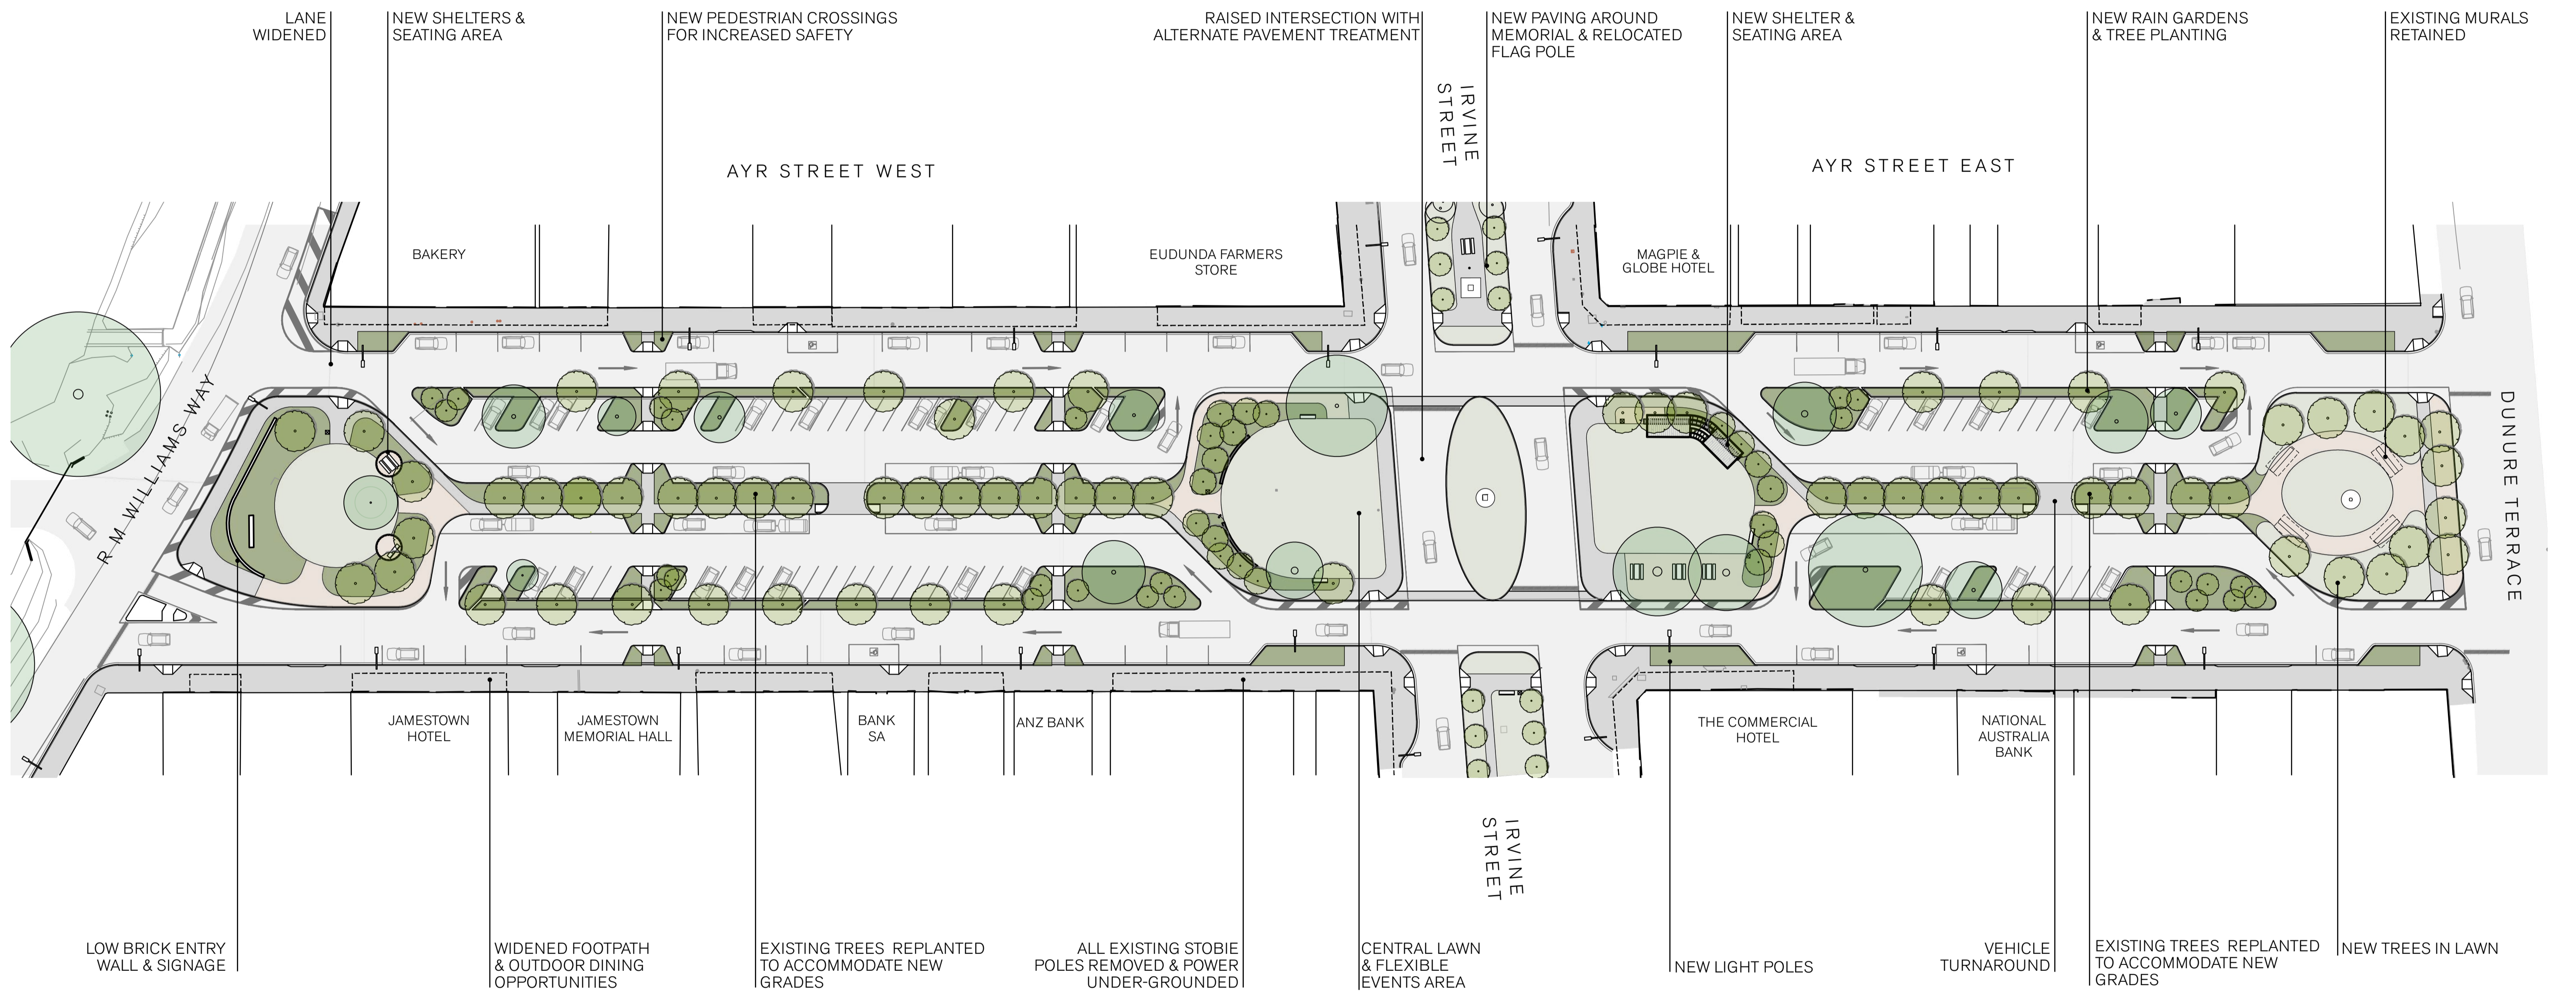 LANE
WIDENED
NEW SHELTERS &
SEATING AREA
NEW PEDESTRIAN CROSSINGS
FOR INCREASED SAFETY
RAISED INTERSECTION WITH
ALTERNATE PAVEMENT TREATMENT
NEW PAVING AROUND
MEMORIAL & RELOCATED
FLAG POLE
NEW SHELTER &
SEATING AREA
NEW RAIN GARDENS
& TREE PLANTING
EXISTING MURALS
RETAINED
IRVINE
STREET
AYR STREET WEST
AYR STREET EAST
BAKERY
EUDUNDA FARMERS
STORE
MAGPIE &
GLOBE HOTEL
R M WILLIAMS WAY
DUNURE TERRACE
JAMESTOWN
HOTEL
JAMESTOWN
MEMORIAL HALL
BANK
SA
ANZ BANK
THE COMMERCIAL
HOTEL
NATIONAL
AUSTRALIA
BANK
IRVINE
STREET
LOW BRICK ENTRY
WALL & SIGNAGE
WIDENED FOOTPATH
& OUTDOOR DINING
OPPORTUNITIES
EXISTING TREES  REPLANTED
TO ACCOMMODATE NEW
GRADES
ALL EXISTING STOBIE
POLES REMOVED & POWER
UNDER-GROUNDED
CENTRAL LAWN
& FLEXIBLE
EVENTS AREA
NEW LIGHT POLES
VEHICLE
TURNAROUND
EXISTING TREES  REPLANTED
TO ACCOMMODATE NEW
GRADES
NEW TREES IN LAWN